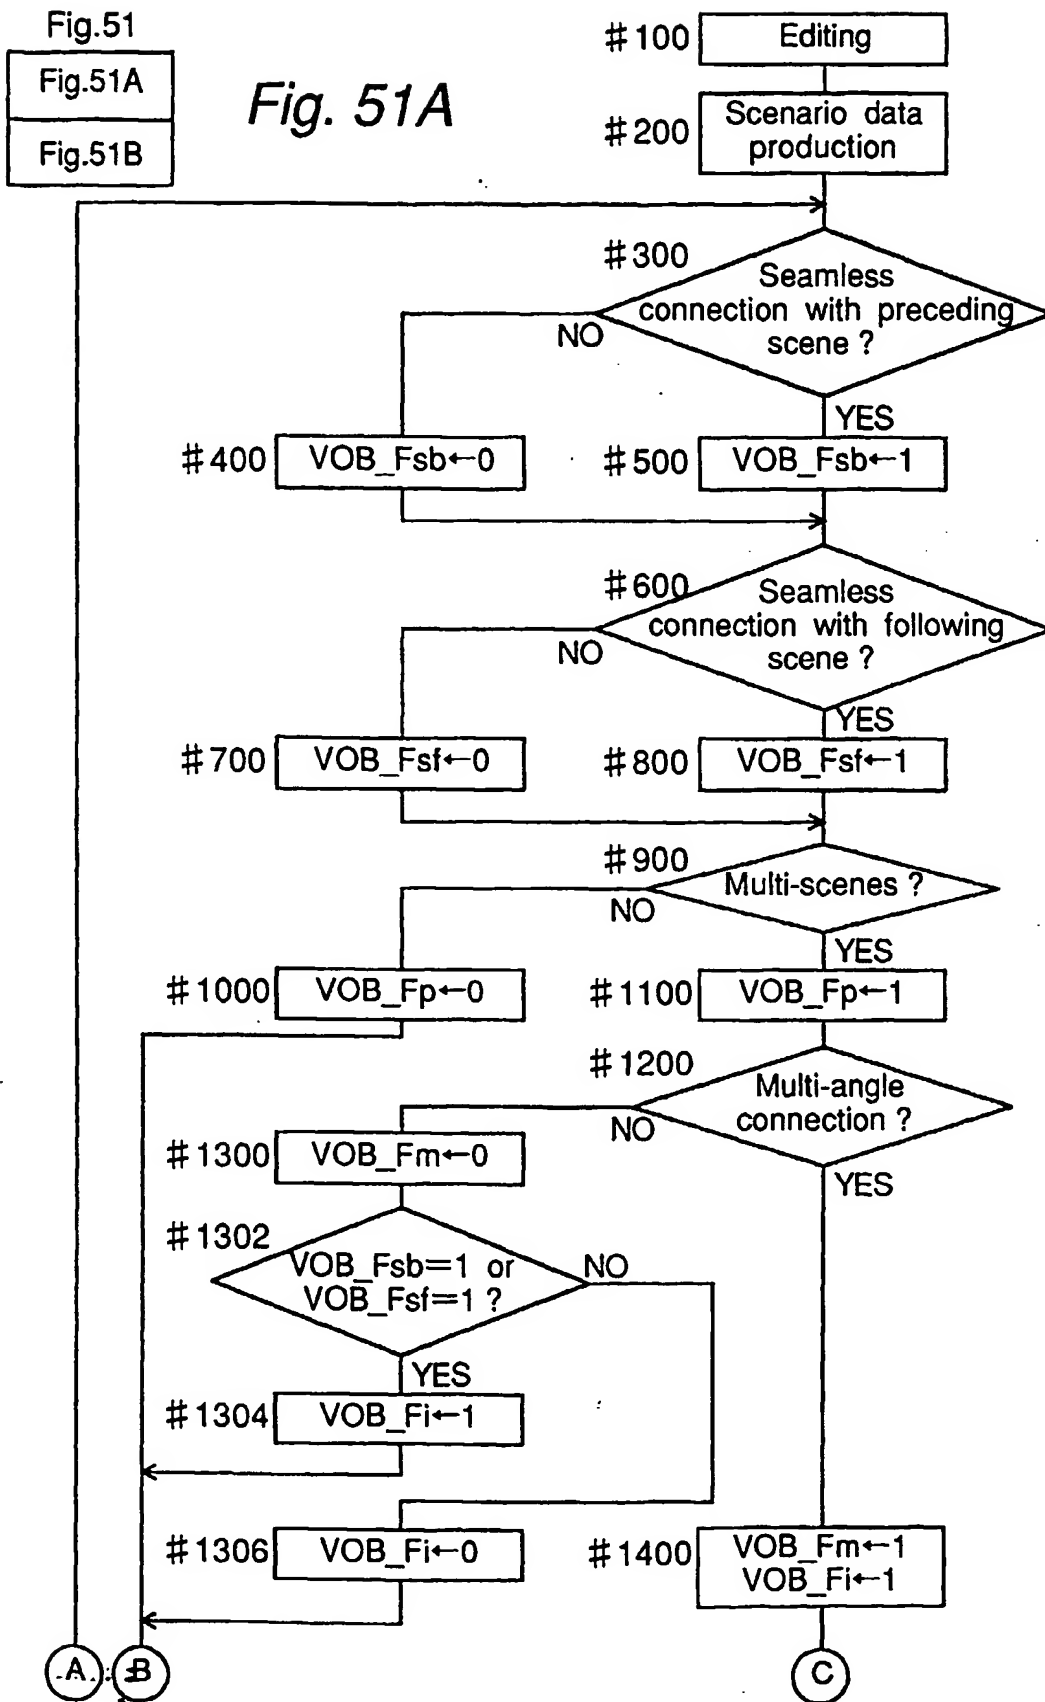 Fig.51
Fig.51A
Fig.51B
Fig. 51A
#100 Editing
#200 Scenario data
production
#300 Seamless
connection with preceding
scene ?
NO
YES
#400 VOB_Fsb←0
#500 VOB_Fsb←1
#600 Seamless
connection with following
scene ?
NO
YES
#700 VOB_Fsf←0
#800 VOB_Fsf←1
#900 Multi-scenes ?
NO
YES
#1000 VOB_Fp←0
#1100 VOB_Fp←1
#1200 Multi-angle
connection ?
NO
YES
#1300 VOB_Fm←0
#1302 VOB_Fsb=1 or
VOB_Fsf=1 ?
NO
YES
#1304 VOB_Fi←1
#1306 VOB_Fi←0
#1400 VOB_Fm←1
VOB_Fi←1
A
B
C